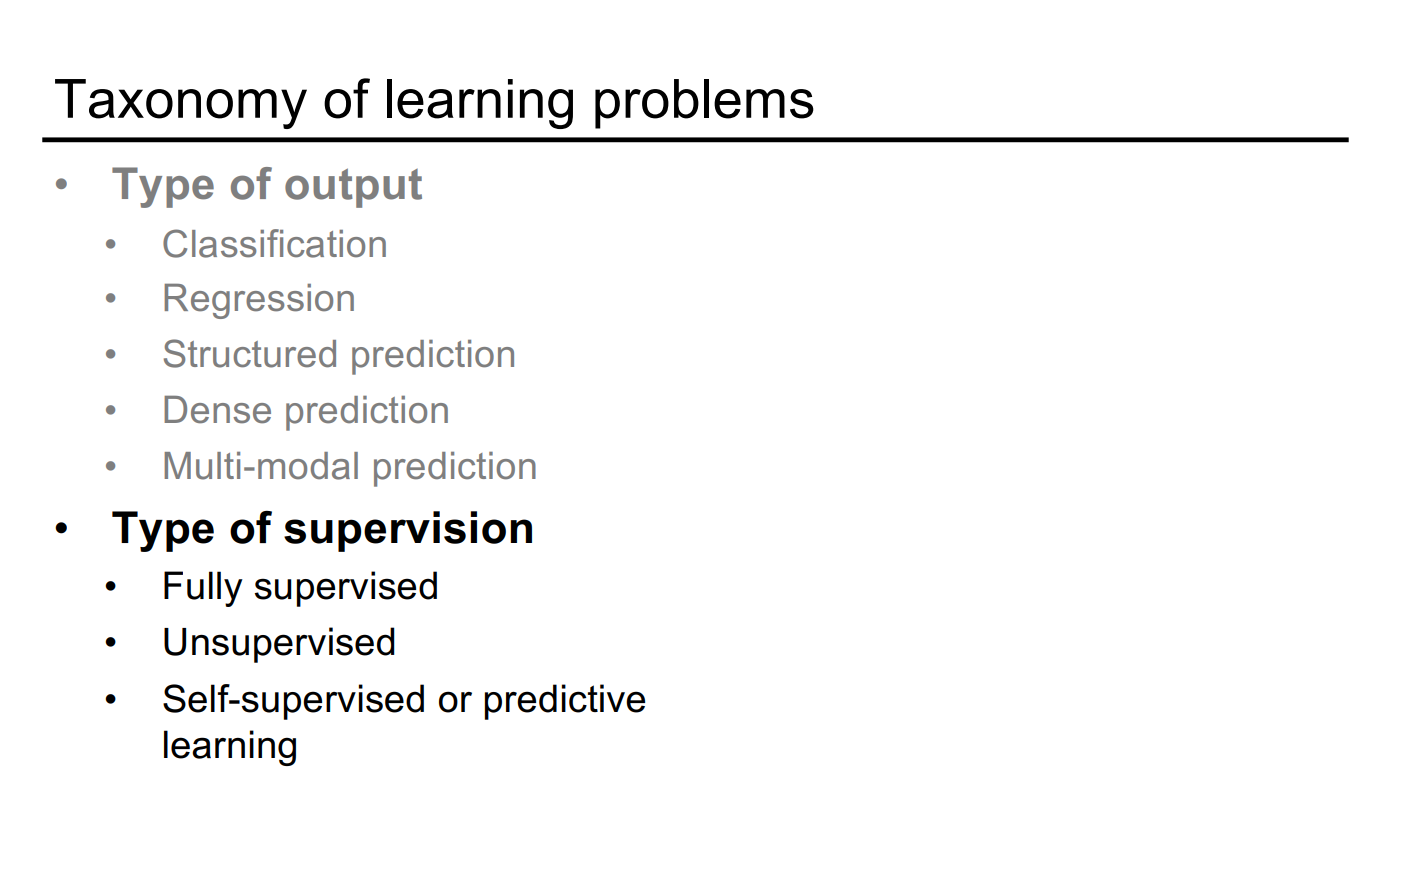 Taxonomy of learning problems
• Type of output
• Classification
• Regression
• Structured prediction
• Dense prediction
• Multi-modal prediction
• Type of supervision
• Fully supervised
• Unsupervised
• Self-supervised or predictive
learning